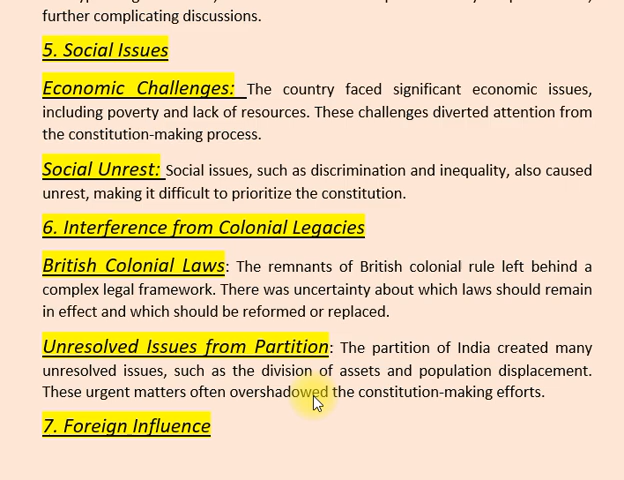 further complicating discussions.
5. Social Issues
Economic Challenges: The country faced significant economic issues,
including poverty and lack of resources. These challenges diverted attention from
the constitution-making process.
Social Unrest: Social issues, such as discrimination and inequality, also caused
unrest, making it difficult to prioritize the constitution.
6. Interference from Colonial Legacies
British Colonial Laws: The remnants of British colonial rule left behind a
complex legal framework. There was uncertainty about which laws should remain
in effect and which should be reformed or replaced.
Unresolved Issues from Partition: The partition of India created many
unresolved issues, such as the division of assets and population displacement.
These urgent matters often overshadowed the constitution-making efforts.
7. Foreign Influence